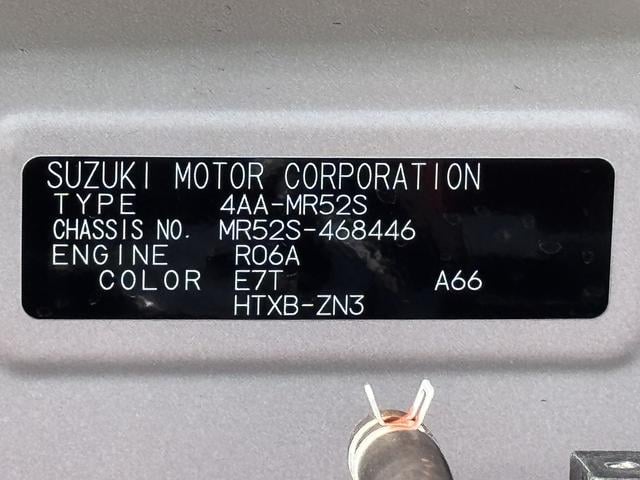 SUZUKI MOTOR CORPORATION
TYPE 4AA-MR52S
CHASSIS NO. MR52S-468446
ENGINE R06A
COLOR E7T A66
HTXB-ZN3